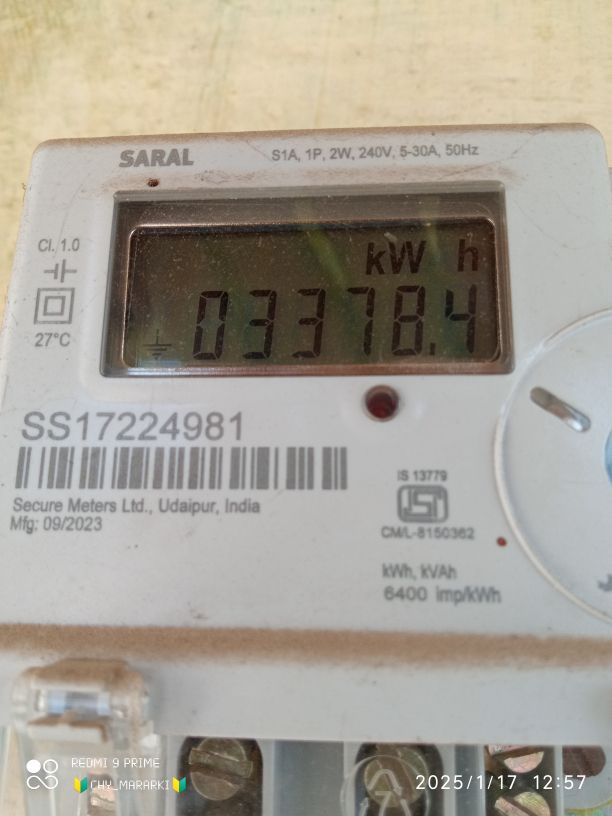 SARAL
S1A, 1P, 2W, 240V, 5-30A, 50Hz
Cl. 1.0
27°C
kW h
03378.4
SS17224981
Secure Meters Ltd., Udaipur, India
Mfg: 09/2023
IS 13779
CM/L-8150362
kWh, kVAh
6400 imp/kWh
REDMI 9 PRIME
🔰CHY_MARARKI🔰
2025/1/17 12:57